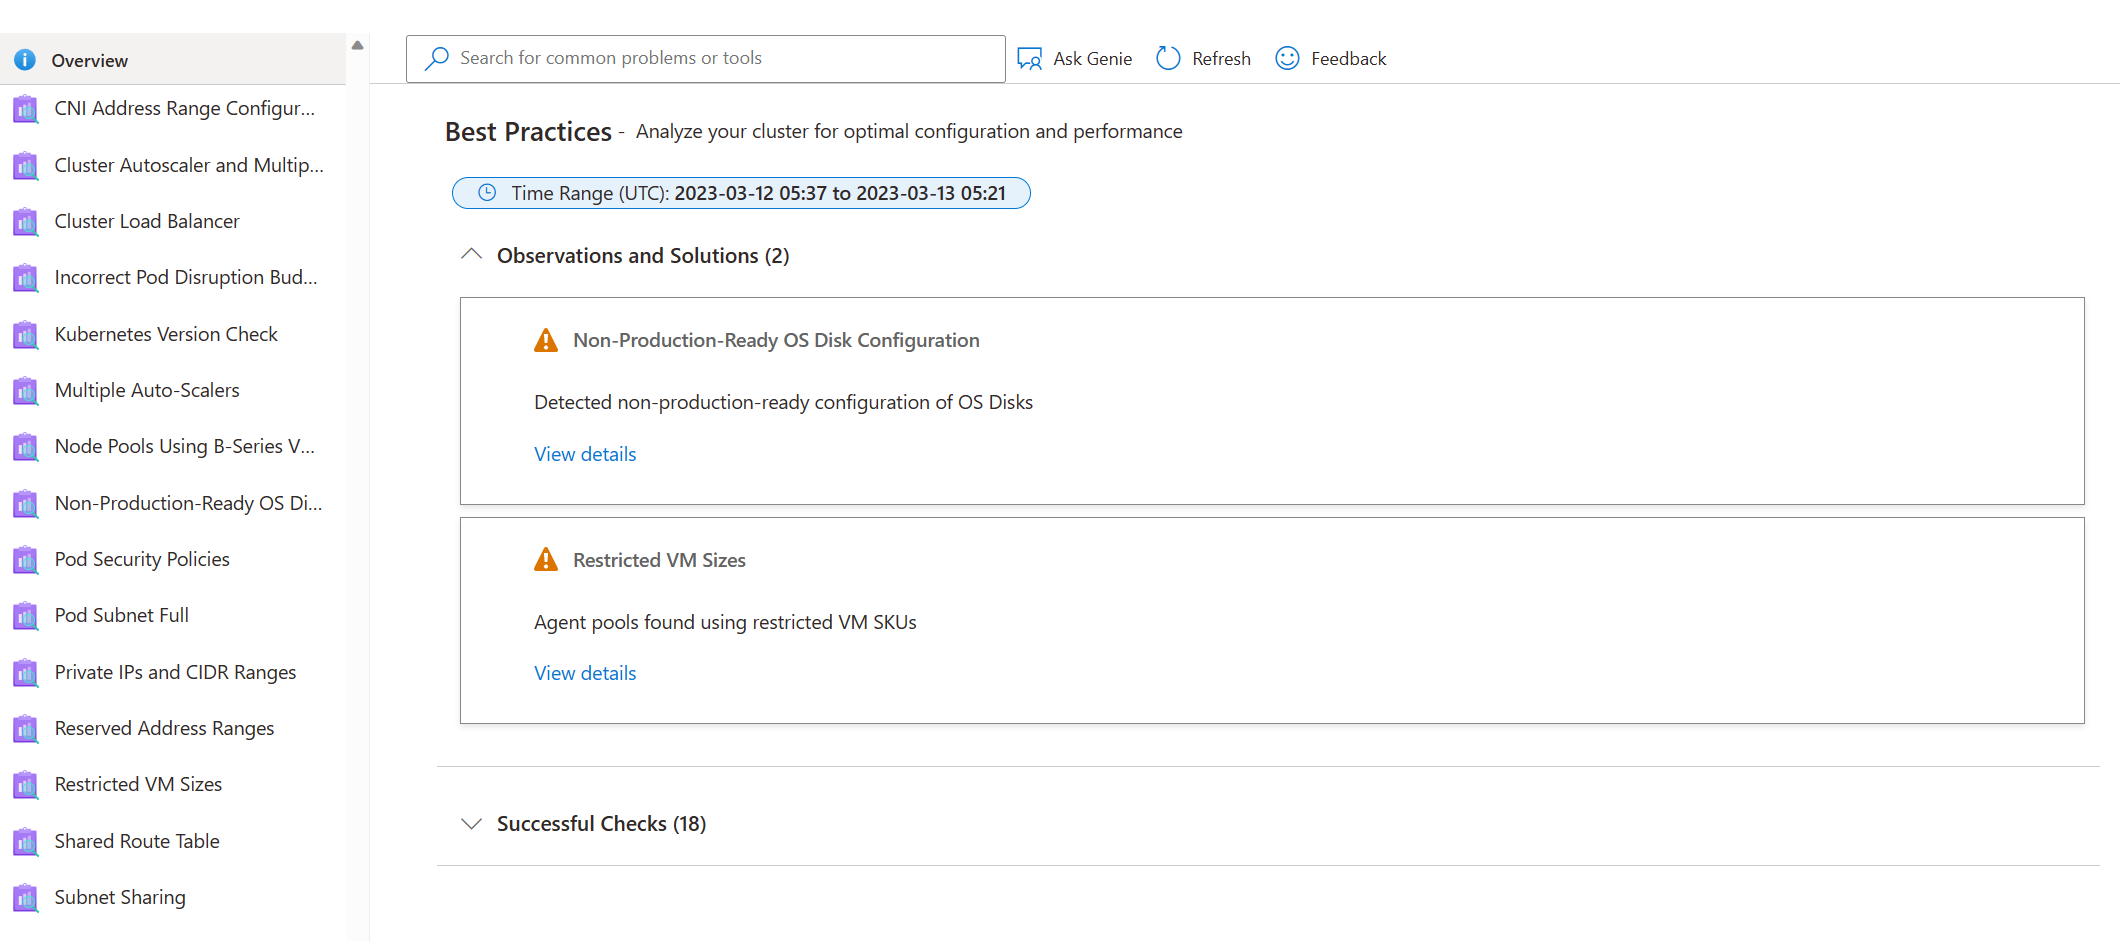 Overview
CNI Address Range Configur...
Cluster Autoscaler and Multip...
Cluster Load Balancer
Incorrect Pod Disruption Bud...
Kubernetes Version Check
Multiple Auto-Scalers
Node Pools Using B-Series V...
Non-Production-Ready OS Di...
Pod Security Policies
Pod Subnet Full
Private IPs and CIDR Ranges
Reserved Address Ranges
Restricted VM Sizes
Shared Route Table
Subnet Sharing
Search for common problems or tools
Ask Genie
Refresh
Feedback
Best Practices - Analyze your cluster for optimal configuration and performance
Time Range (UTC): 2023-03-12 05:37 to 2023-03-13 05:21
Observations and Solutions (2)
Non-Production-Ready OS Disk Configuration
Detected non-production-ready configuration of OS Disks
View details
Restricted VM Sizes
Agent pools found using restricted VM SKUs
View details
Successful Checks (18)